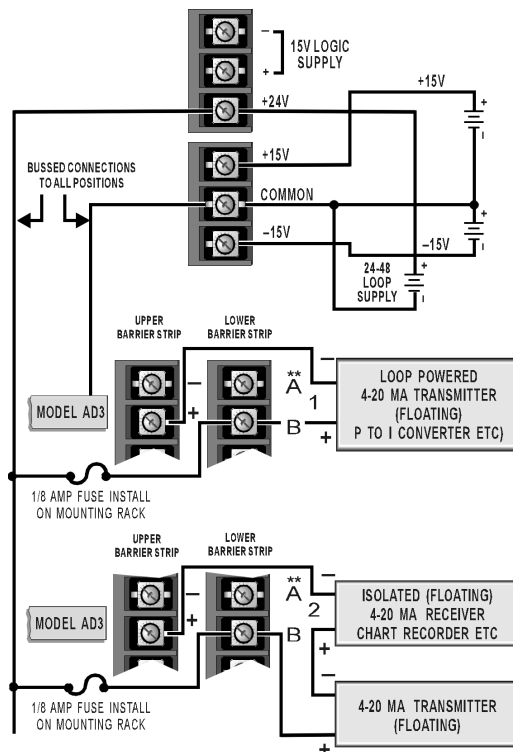 −
15V LOGIC
SUPPLY
+
+24V
+15V
+
−
BUSSED CONNECTIONS
TO ALL POSITIONS
+15V
COMMON
−15V
−15V
+
−
24-48
LOOP
SUPPLY
+
−
UPPER
BARRIER STRIP
LOWER
BARRIER STRIP
MODEL AD3
−
+
**
A
1
B
−
+
LOOP POWERED
4-20 MA TRANSMITTER
(FLOATING)
P TO I CONVERTER ETC)
1/8 AMP FUSE INSTALL
ON MOUNTING RACK
UPPER
BARRIER STRIP
LOWER
BARRIER STRIP
MODEL AD3
−
+
**
A
2
B
−
+
ISOLATED (FLOATING)
4-20 MA RECEIVER
CHART RECORDER ETC
−
+
4-20 MA TRANSMITTER
(FLOATING)
1/8 AMP FUSE INSTALL
ON MOUNTING RACK